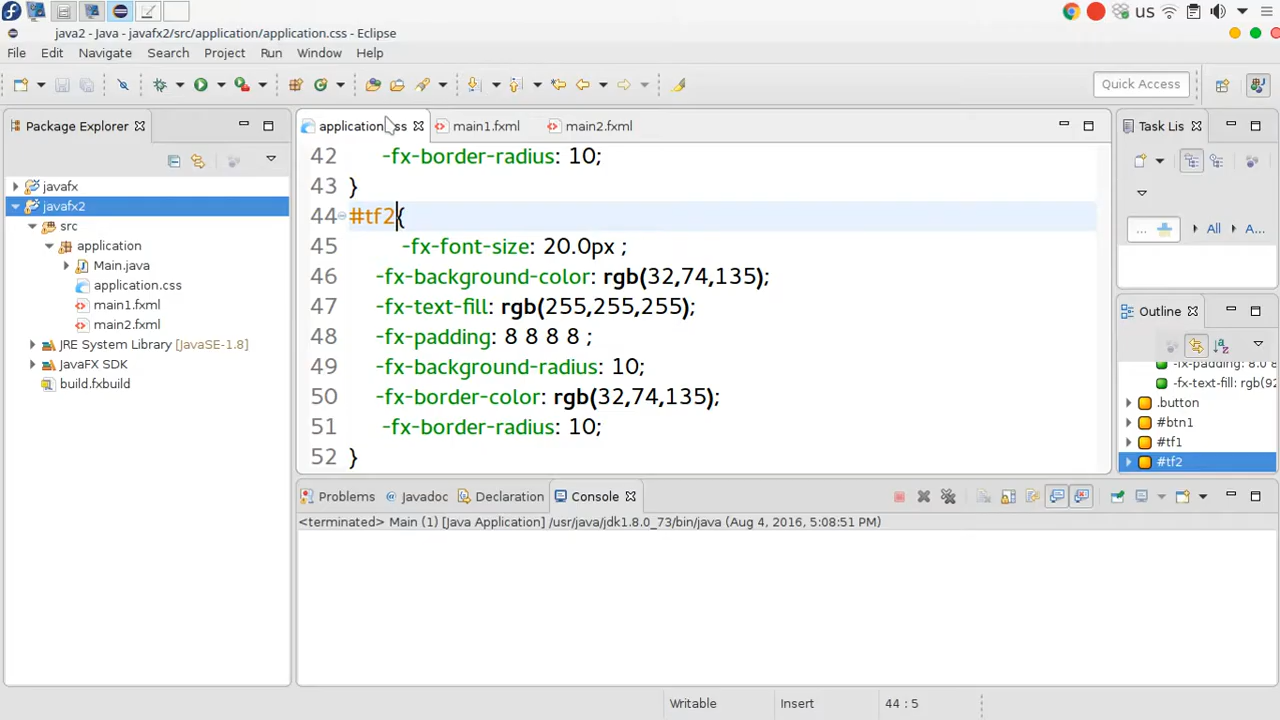 us
java2 - Java - javafx2/src/application/application.css - Eclipse
File Edit Navigate Search Project Run Window Help
Quick Access
Package Explorer
application.css main1.fxml main2.fxml
Task Lis
javafx
javafx2
src
application
Main.java
application.css
main1.fxml
main2.fxml
JRE System Library [JavaSE-1.8]
JavaFX SDK
build.fxbuild
42 -fx-border-radius: 10;
43 }
44 #tf2{
45 -fx-font-size: 20.0px ;
46 -fx-background-color: rgb(32,74,135);
47 -fx-text-fill: rgb(255,255,255);
48 -fx-padding: 8 8 8 8 ;
49 -fx-background-radius: 10;
50 -fx-border-color: rgb(32,74,135);
51 -fx-border-radius: 10;
52 }
... All A...
Outline
-fx-padding: 8.0 8
-fx-text-fill: rgb(92
.button
#btn1
#tf1
#tf2
Problems Javadoc Declaration Console
<terminated> Main (1) [Java Application] /usr/java/jdk1.8.0_73/bin/java (Aug 4, 2016, 5:08:51 PM)
Writable Insert 44 : 5